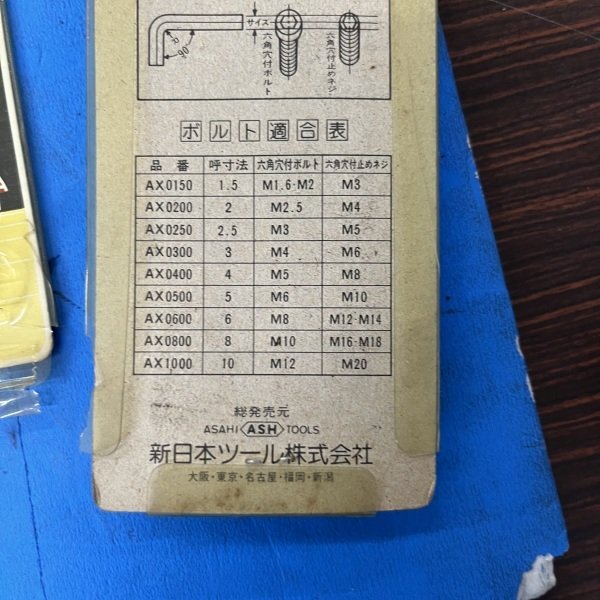 サイズ
R
90°
六角穴付ボルト
六角穴付止めネジ
ボルト適合表
品番 呼寸法 六角穴付ボルト 六角穴付止めネジ
AX0150 1.5 M1.6·M2 M3
AX0200 2 M2.5 M4
AX0250 2.5 M3 M5
AX0300 3 M4 M6
AX0400 4 M5 M8
AX0500 5 M6 M10
AX0600 6 M8 M12·M14
AX0800 8 M10 M16·M18
AX1000 10 M12 M20
総発売元
ASAHI ASH TOOLS
新日本ツール株式会社
大阪・東京・名古屋・福岡・新潟